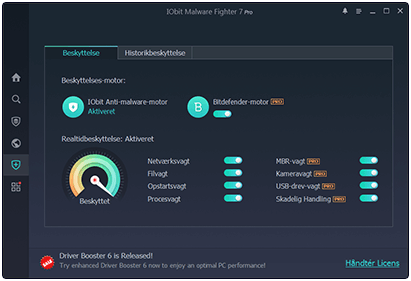 IObit Malware Fighter 7 Pro
Beskyttelse
Historikbeskyttelse
Beskyttelses-motor:
IObit Anti-malware-motor
Aktiveret
B
Bitdefender-motor PRO
Realtidbeskyttelse: Aktiveret
Beskyttet
Netværksvagt
MBR-vagt PRO
Filvagt
Kameravagt PRO
Opstartsvagt
USB-drev-vagt PRO
Procesvagt
Skadelig Handling PRO
SALE
Driver Booster 6 is Released!
Try enhanced Driver Booster 6 now to enjoy an optimal PC performance!
Håndtér Licens